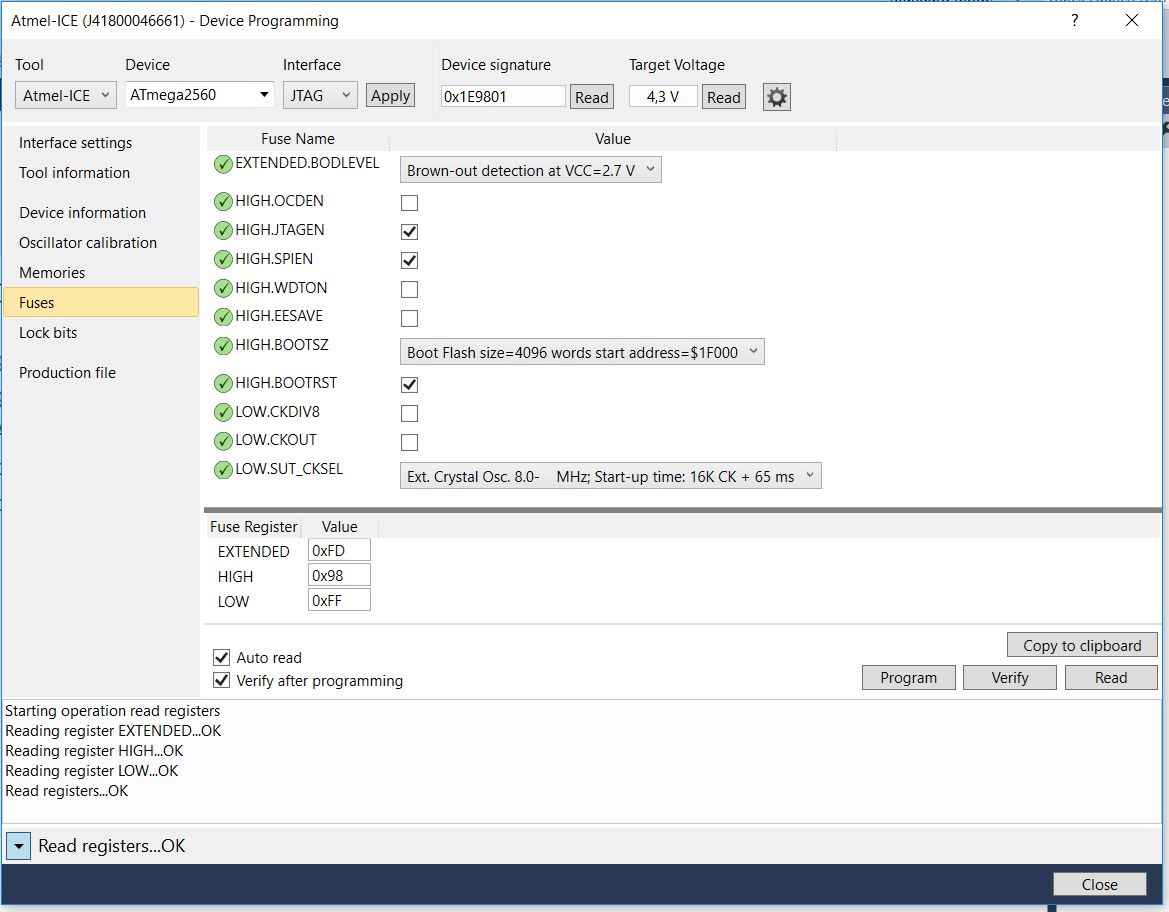 Atmel-ICE (J41800046661) - Device Programming
?
Tool Device Interface Device signature Target Voltage
Atmel-ICE ATmega2560 JTAG Apply 0x1E9801 Read 4,3 V Read
Interface settings
Tool information
Device information
Oscillator calibration
Memories
Fuses
Lock bits
Production file
Fuse Name Value
EXTENDED.BODLEVEL Brown-out detection at VCC=2.7 V
HIGH.OCDEN
HIGH.JTAGEN
HIGH.SPIEN
HIGH.WDTON
HIGH.EESAVE
HIGH.BOOTSZ Boot Flash size=4096 words start address=$1F000
HIGH.BOOTRST
LOW.CKDIV8
LOW.CKOUT
LOW.SUT_CKSEL Ext. Crystal Osc. 8.0- MHz; Start-up time: 16K CK + 65 ms
Fuse Register Value
EXTENDED 0xFD
HIGH 0x98
LOW 0xFF
Auto read
Verify after programming
Copy to clipboard
Program Verify Read
Starting operation read registers
Reading register EXTENDED...OK
Reading register HIGH...OK
Reading register LOW...OK
Read registers...OK
Read registers...OK
Close